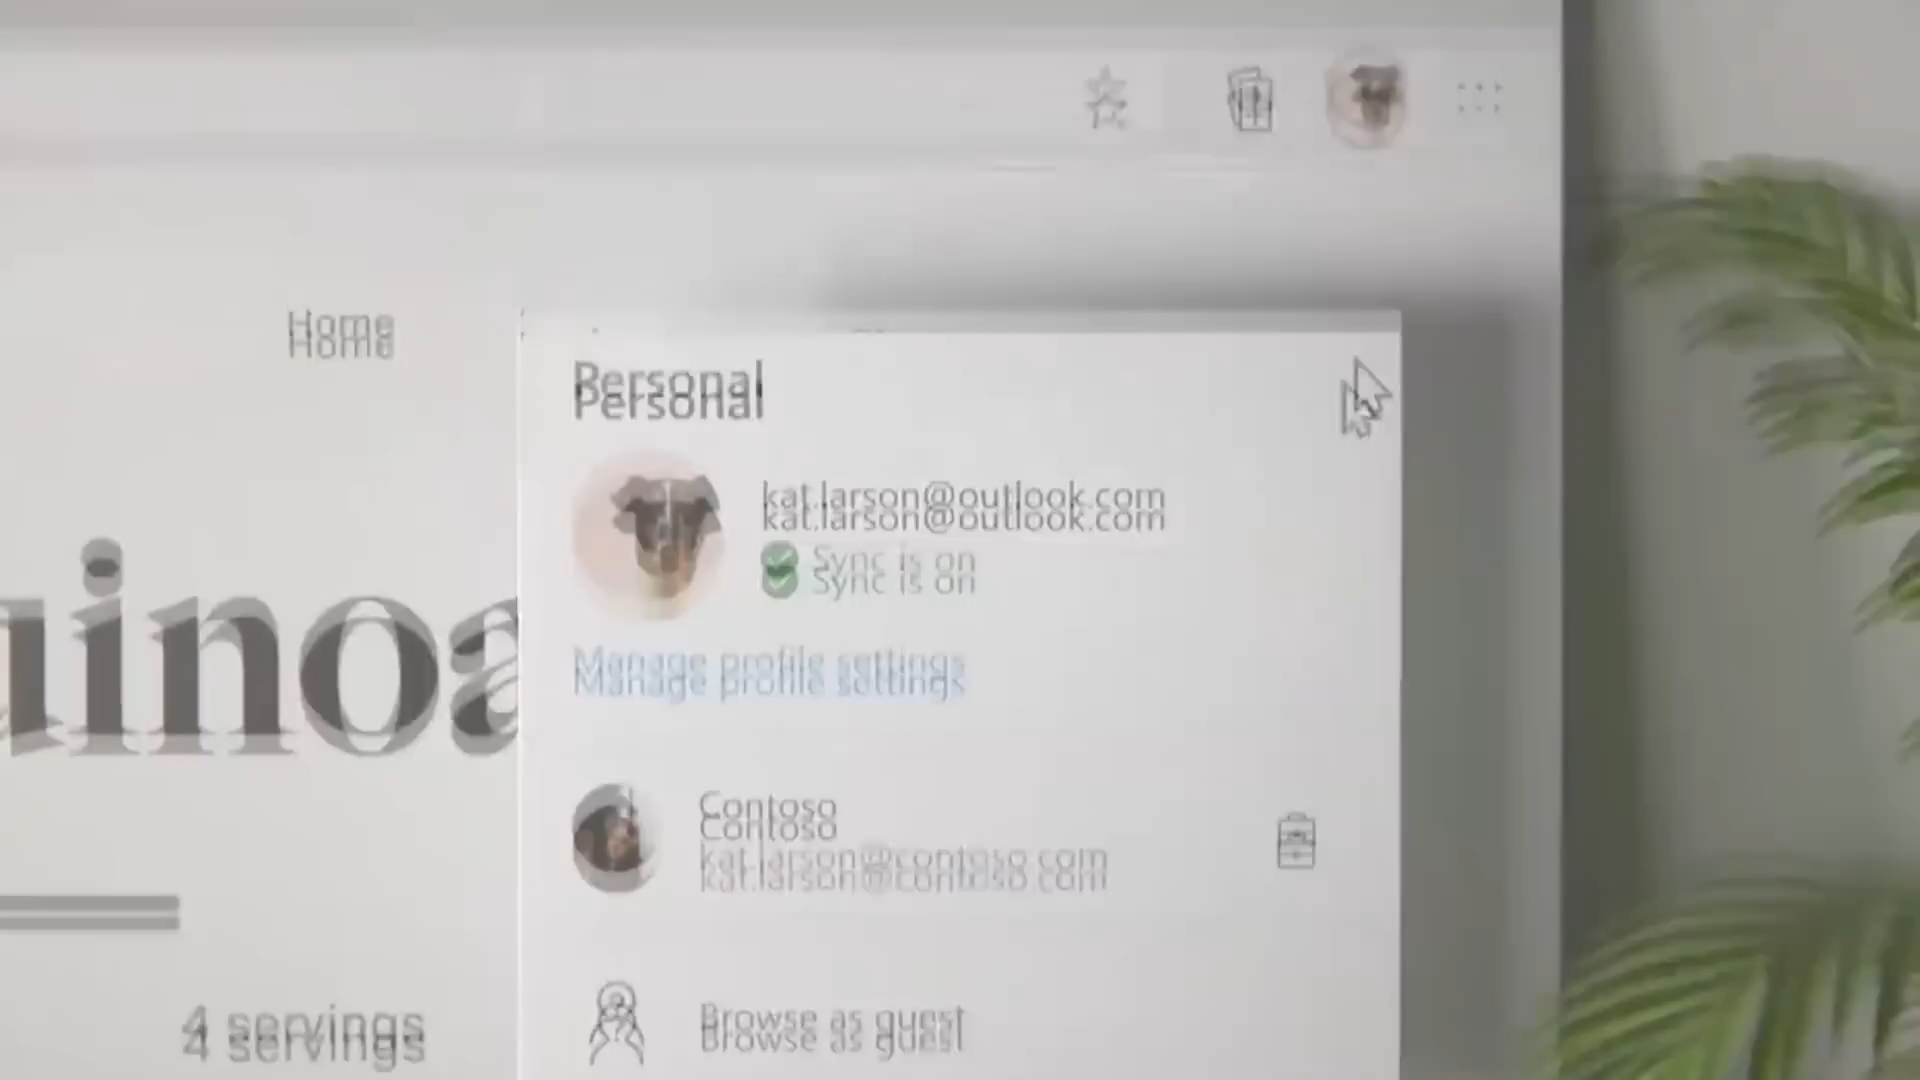 Home
Personal
kat.larson@outlook.com
Sync is on
Manage profile settings
uinoa
Contoso
kat.larson@contoso.com
4 servings
Browse as guest